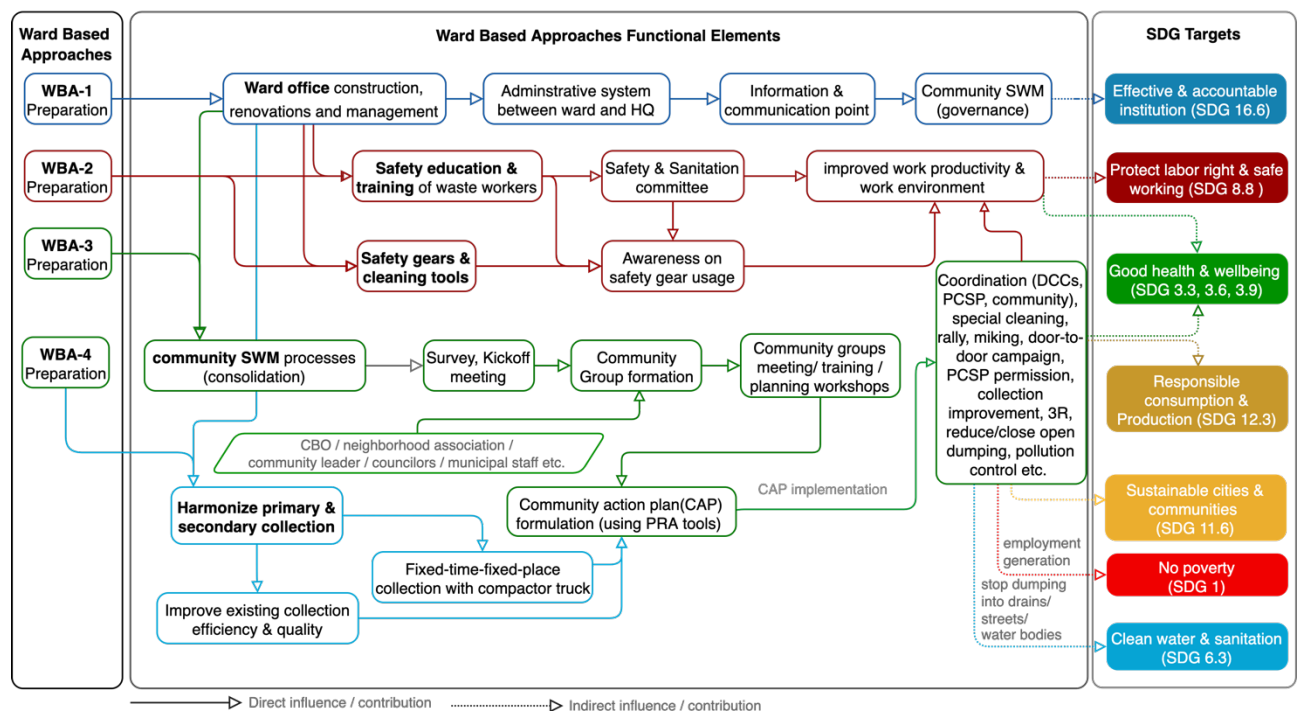 Ward Based
Approaches
Ward Based Approaches Functional Elements
SDG Targets
WBA-1
Preparation
Ward office construction,
renovations and management
Adminstrative system
between ward and HQ
Information &
communication point
Community SWM
(governance)
Effective & accountable
institution (SDG 16.6)
WBA-2
Preparation
Safety education &
training of waste workers
Safety & Sanitation
committee
improved work productivity &
work environment
Protect labor right & safe
working (SDG 8.8 )
WBA-3
Preparation
Safety gears &
cleaning tools
Awareness on
safety gear usage
Coordination (DCCs,
PCSP, community),
special cleaning,
rally, miking, door-to-
door campaign,
PCSP permission,
collection
improvement, 3R,
reduce/close open
dumping, pollution
control etc.
Good health & wellbeing
(SDG 3.3, 3.6, 3.9)
WBA-4
Preparation
community SWM processes
(consolidation)
Survey, Kickoff
meeting
Community
Group formation
Community groups
meeting/ training /
planning workshops
Responsible
consumption &
Production (SDG 12.3)
CBO / neighborhood association /
community leader / councilors / municipal staff etc.
Harmonize primary &
secondary collection
Community action plan(CAP)
formulation (using PRA tools)
CAP implementation
Sustainable cities &
communities
(SDG 11.6)
Fixed-time-fixed-place
collection with compactor truck
employment
generation
No poverty
(SDG 1)
Improve existing collection
efficiency & quality
stop dumping
into drains/
streets/
water bodies
Clean water & sanitation
(SDG 6.3)
Direct influence / contribution
Indirect influence / contribution